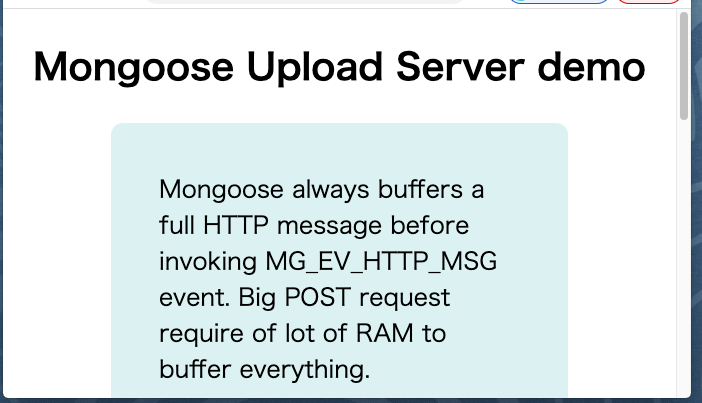 Mongoose Upload Server demo
Mongoose always buffers a
full HTTP message before
invoking MG_EV_HTTP_MSG
event. Big POST request
require of lot of RAM to
buffer everything.